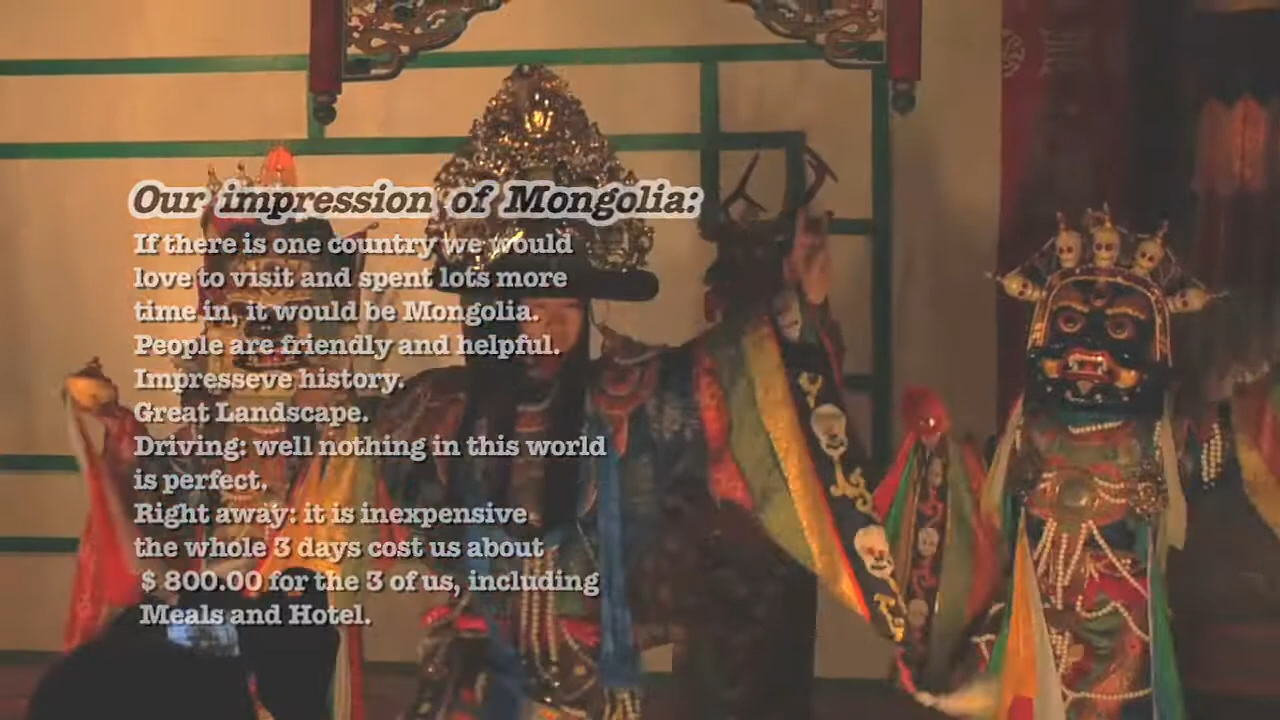 Our impression of Mongolia:
If there is one country we would
love to visit and spent lots more
time in, it would be Mongolia.
People are friendly and helpful.
Impresseve history.
Great Landscape.
Driving: well nothing in this world
is perfect.
Right away: it is inexpensive
the whole 3 days cost us about
$ 800.00 for the 3 of us, including
Meals and Hotel.